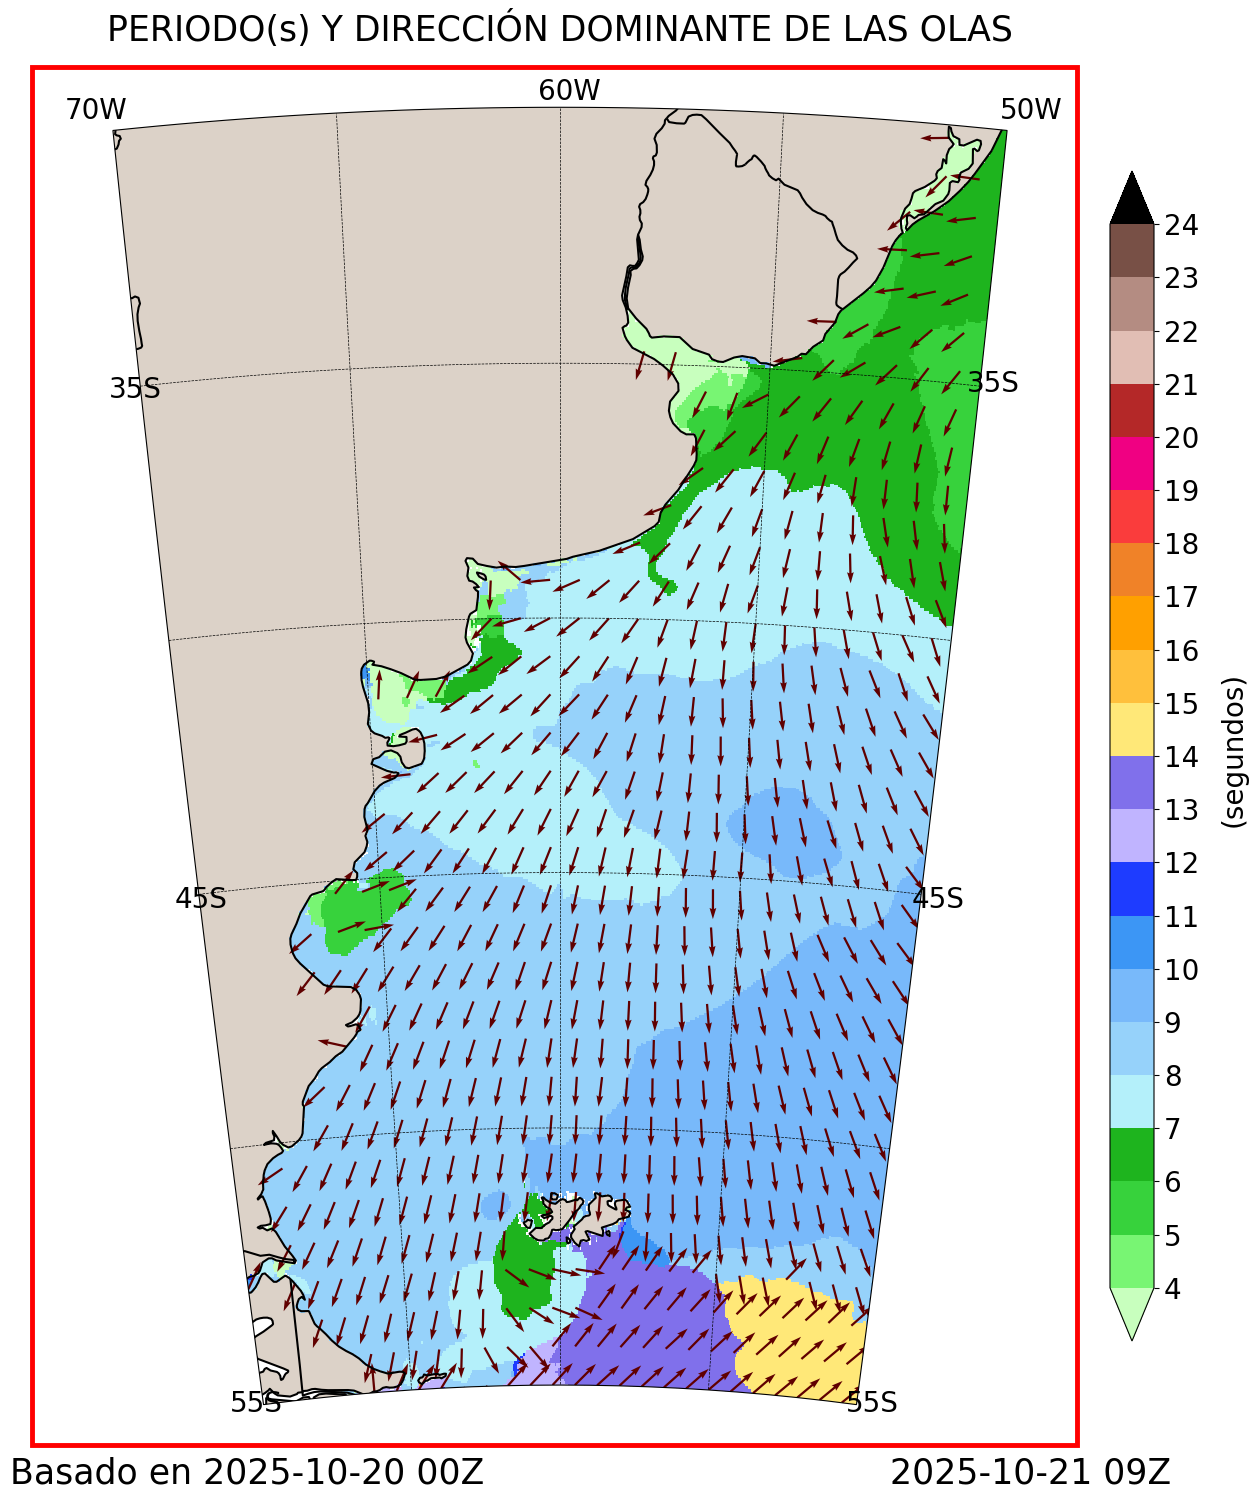 PERIODO(s) Y DIRECCIÓN DOMINANTE DE LAS OLAS
70W
60W
50W
35S
35S
45S
45S
55S
55S
24
23
22
21
20
19
18
17
16
15
14
13
12
11
10
9
8
7
6
5
4
(segundos)
Basado en 2025-10-20 00Z
2025-10-21 09Z